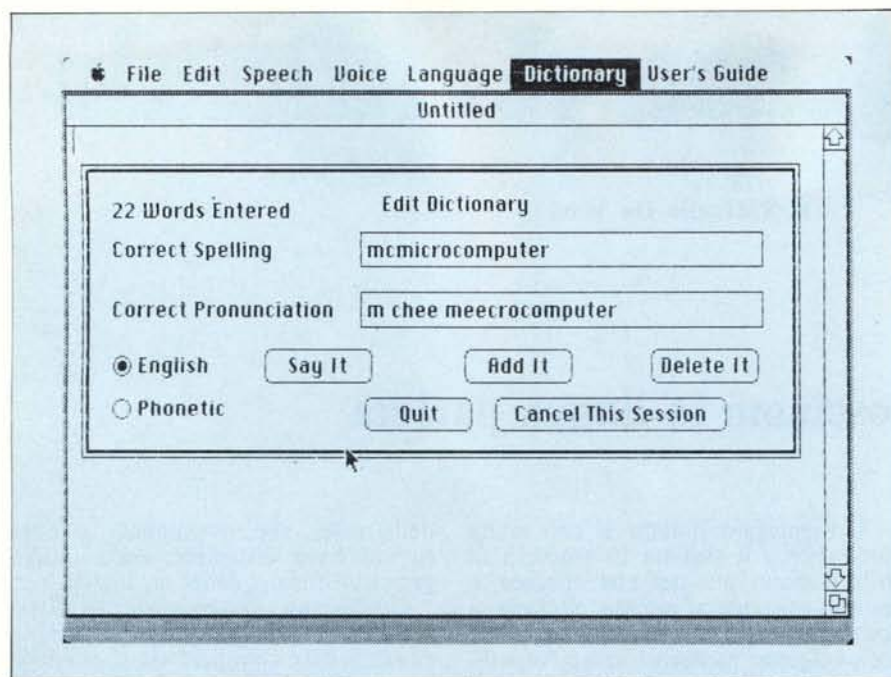 File Edit Speech Voice Language Dictionary User's Guide
Untitled
22 Words Entered Edit Dictionary
Correct Spelling mcmicrocomputer
Correct Pronunciation m chee meecrocomputer
English Say It Add It Delete It
Phonetic Quit Cancel This Session